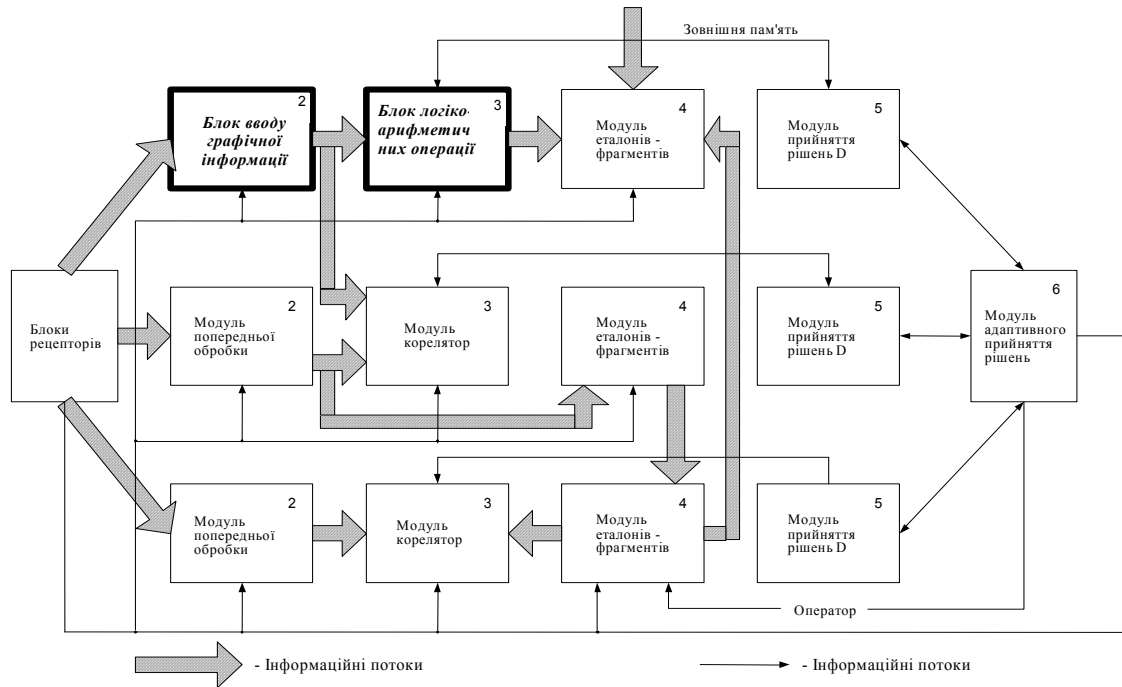 Зовнішня пам'ять
2
Блок вводу
графічної
інформації
3
Блок логіко-
арифметич
них операції
4
Модуль
еталонів -
фрагментів
5
Модуль
прийняття
рішень D
Блоки
рецепторів
2
Модуль
попередньої
обробки
3
Модуль
корелятор
4
Модуль
еталонів -
фрагментів
5
Модуль
прийняття
рішень D
6
Модуль
адаптивного
прийняття
рішень
2
Модуль
попередньої
обробки
3
Модуль
корелятор
4
Модуль
еталонів -
фрагментів
5
Модуль
прийняття
рішень D
Оператор
- Інформаційні потоки
- Інформаційні потоки